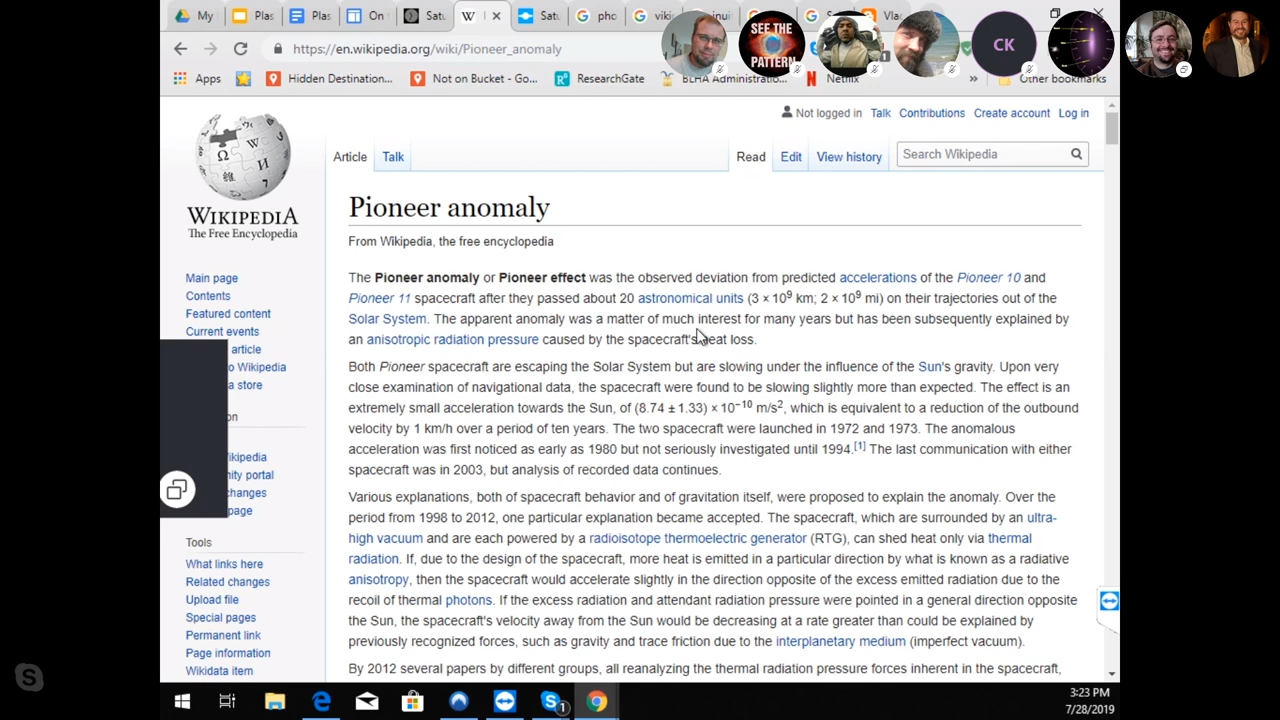 My
Plas
Plas
On
Satu
W
Satu
pho
viki
S
Vlac
https://en.wikipedia.org/wiki/Pioneer_anomaly
SEE THE
PATTERN
CK
Apps
Hidden Destination...
Not on Bucket - Go...
ResearchGate
BLHA Administratio...
Netflix
»
Other bookmarks
Not logged in Talk Contributions Create account Log in
Article Talk
Read Edit View history
Search Wikipedia
WIKIPEDIA
The Free Encyclopedia
Main page
Contents
Featured content
Current events
article
o Wikipedia
a store
on
ikipedia
nity portal
changes
page
Tools
What links here
Related changes
Upload file
Special pages
Permanent link
Page information
Wikidata item
Pioneer anomaly
From Wikipedia, the free encyclopedia
The Pioneer anomaly or Pioneer effect was the observed deviation from predicted accelerations of the Pioneer 10 and
Pioneer 11 spacecraft after they passed about 20 astronomical units (3 × 10⁹ km; 2 × 10⁹ mi) on their trajectories out of the
Solar System. The apparent anomaly was a matter of much interest for many years but has been subsequently explained by
an anisotropic radiation pressure caused by the spacecraft's heat loss.
Both Pioneer spacecraft are escaping the Solar System but are slowing under the influence of the Sun's gravity. Upon very
close examination of navigational data, the spacecraft were found to be slowing slightly more than expected. The effect is an
extremely small acceleration towards the Sun, of (8.74 ± 1.33) × 10⁻¹⁰ m/s², which is equivalent to a reduction of the outbound
velocity by 1 km/h over a period of ten years. The two spacecraft were launched in 1972 and 1973. The anomalous
acceleration was first noticed as early as 1980 but not seriously investigated until 1994.[1] The last communication with either
spacecraft was in 2003, but analysis of recorded data continues.
Various explanations, both of spacecraft behavior and of gravitation itself, were proposed to explain the anomaly. Over the
period from 1998 to 2012, one particular explanation became accepted. The spacecraft, which are surrounded by an ultra-
high vacuum and are each powered by a radioisotope thermoelectric generator (RTG), can shed heat only via thermal
radiation. If, due to the design of the spacecraft, more heat is emitted in a particular direction by what is known as a radiative
anisotropy, then the spacecraft would accelerate slightly in the direction opposite of the excess emitted radiation due to the
recoil of thermal photons. If the excess radiation and attendant radiation pressure were pointed in a general direction opposite
the Sun, the spacecraft's velocity away from the Sun would be decreasing at a rate greater than could be explained by
previously recognized forces, such as gravity and trace friction due to the interplanetary medium (imperfect vacuum).
By 2012 several papers by different groups, all reanalyzing the thermal radiation pressure forces inherent in the spacecraft,
3:23 PM
7/28/2019